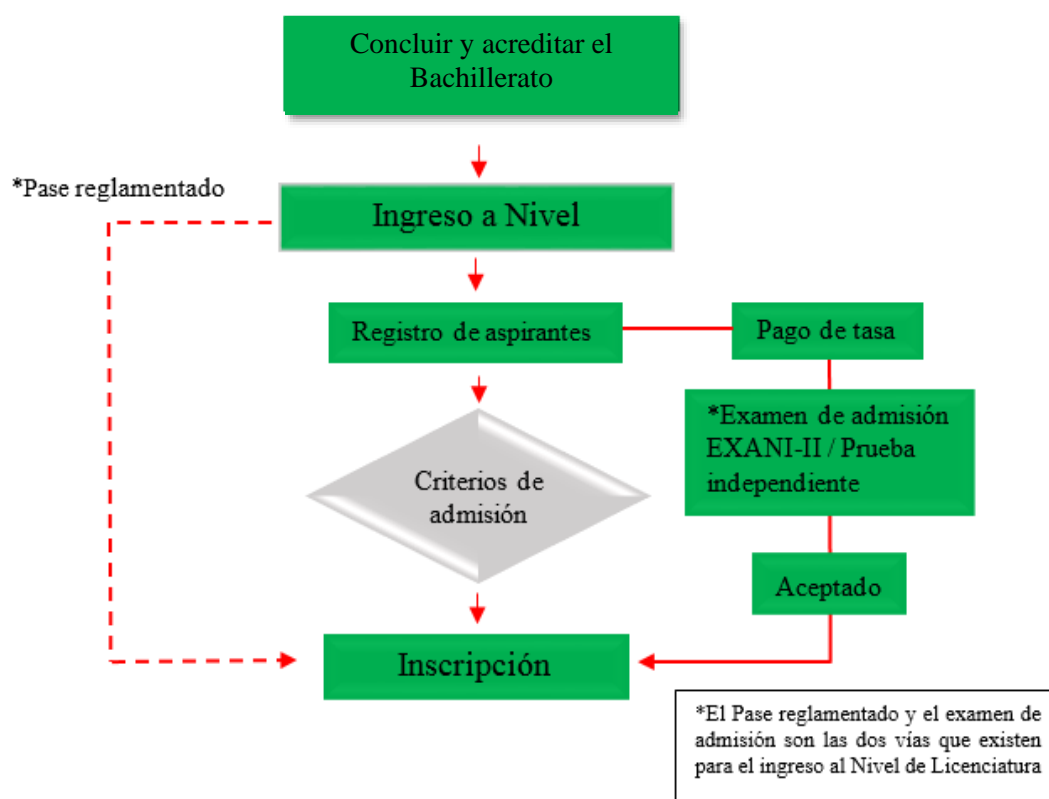 Concluir y acreditar el
Bachillerato
*Pase reglamentado
Ingreso a Nivel
Registro de aspirantes
Pago de tasa
*Examen de admisión
EXANI-II / Prueba
independiente
Criterios de
admisión
Aceptado
Inscripción
*El Pase reglamentado y el examen de
admisión son las dos vías que existen
para el ingreso al Nivel de Licenciatura